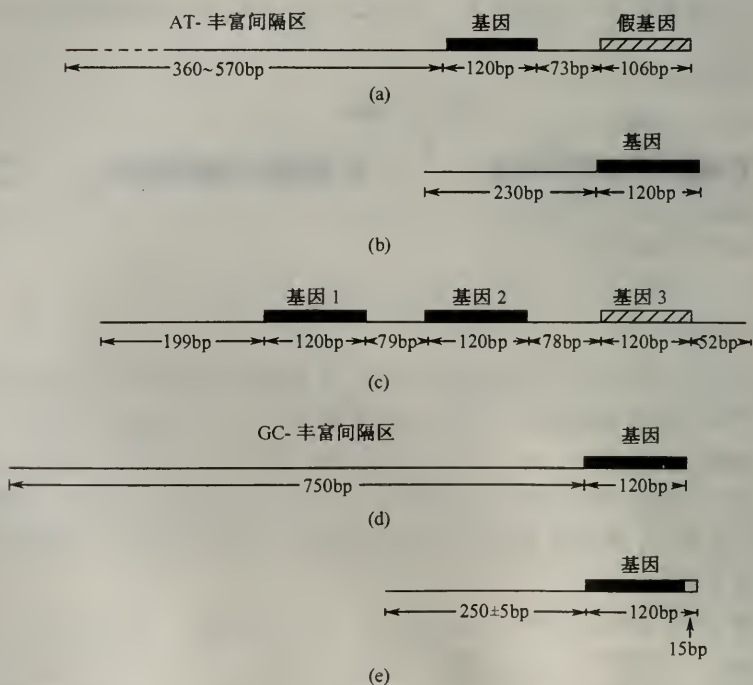 AT- 丰富间隔区 基因 假基因
360~570bp 120bp 73bp 106bp
(a)
基因
230bp 120bp
(b)
基因 1 基因 2 基因 3
199bp 120bp 79bp 120bp 78bp 120bp 52bp
(c)
GC- 丰富间隔区 基因
750bp 120bp
(d)
基因
250±5bp 120bp
15bp
(e)